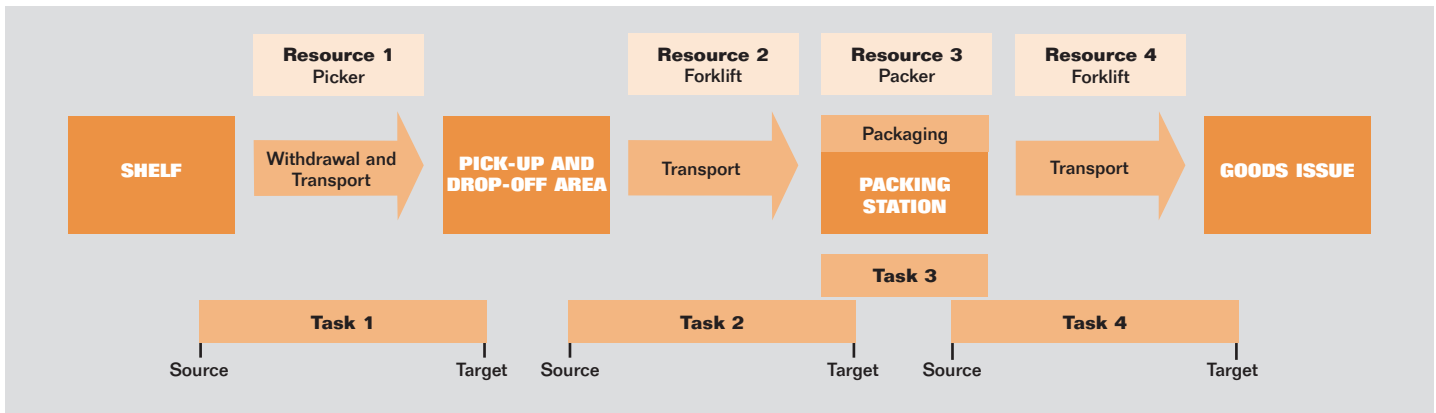 Resource 1
Picker
Resource 2
Forklift
Resource 3
Packer
Resource 4
Forklift
SHELF
Withdrawal and
Transport
PICK-UP AND
DROP-OFF AREA
Transport
Packaging
PACKING
STATION
Transport
GOODS ISSUE
Task 3
Task 1
Task 2
Task 4
Source
Target
Source
Target
Source
Target